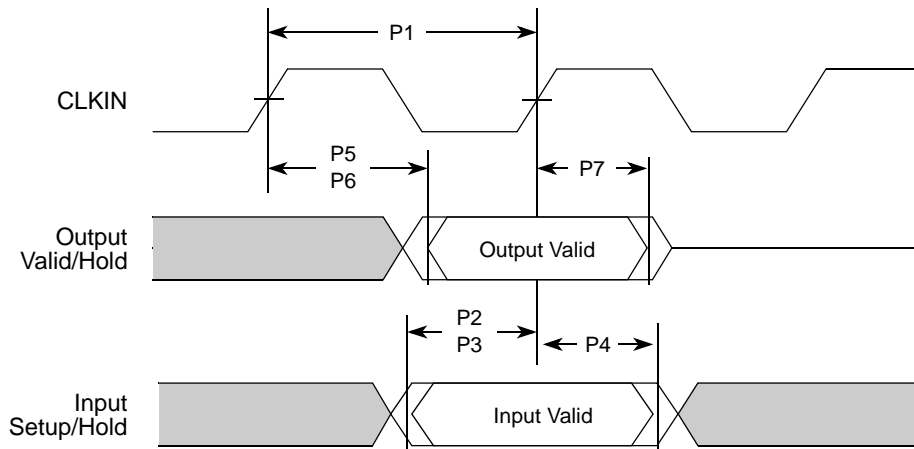 P1
CLKIN
P5
P6
P7
Output
Valid/Hold
Output Valid
P2
P3
P4
Input
Setup/Hold
Input Valid